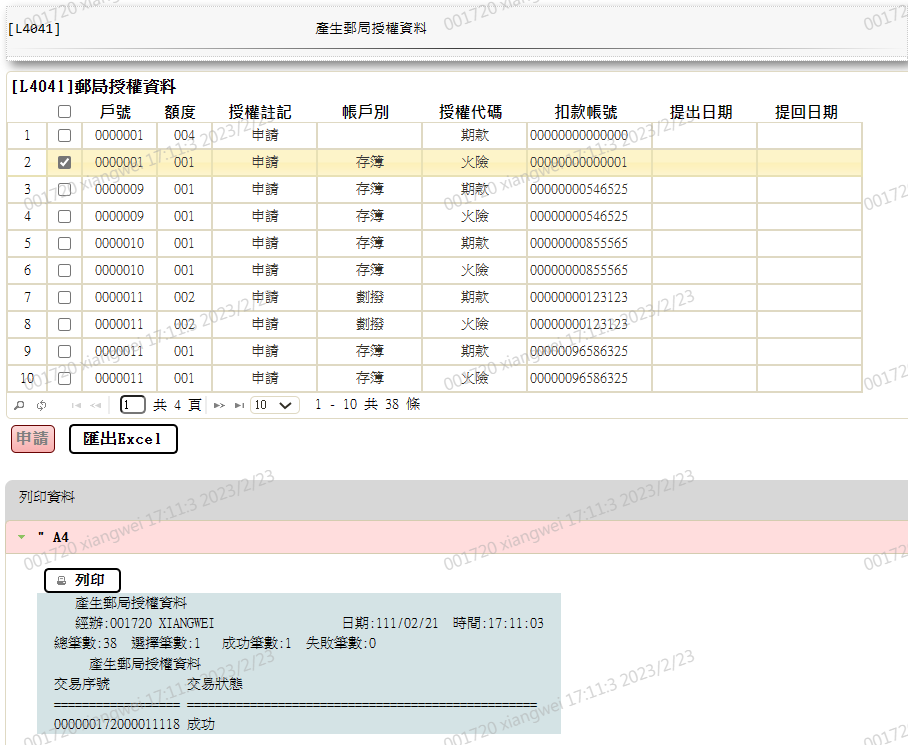 [L4041] 產生郵局授權資料
[L4041]郵局授權資料
戶號 額度 授權註記 帳戶別 授權代碼 扣款帳號 提出日期 提回日期
1 0000001 004 申請 期款 00000000000000
2 0000001 001 申請 存簿 火險 00000000000001
3 0000009 001 申請 存簿 期款 00000000546525
4 0000009 001 申請 存簿 火險 00000000546525
5 0000010 001 申請 存簿 期款 00000000855565
6 0000010 001 申請 存簿 火險 00000000855565
7 0000011 002 申請 劃撥 期款 00000000123123
8 0000011 002 申請 劃撥 火險 00000000123123
9 0000011 001 申請 存簿 期款 00000096586325
10 0000011 001 申請 存簿 火險 00000096586325
1 共 4 頁 10 1 - 10 共 38 條
申請 匯出Excel
列印資料
" A4
列印
產生郵局授權資料
經辦:001720 XIANGWEI 日期:111/02/21 時間:17:11:03
總筆數:38 選擇筆數:1 成功筆數:1 失敗筆數:0
產生郵局授權資料
交易序號 交易狀態
================== ==================================================
000000172000011118 成功
001720 xiangwei 17:11:3 2023/2/23